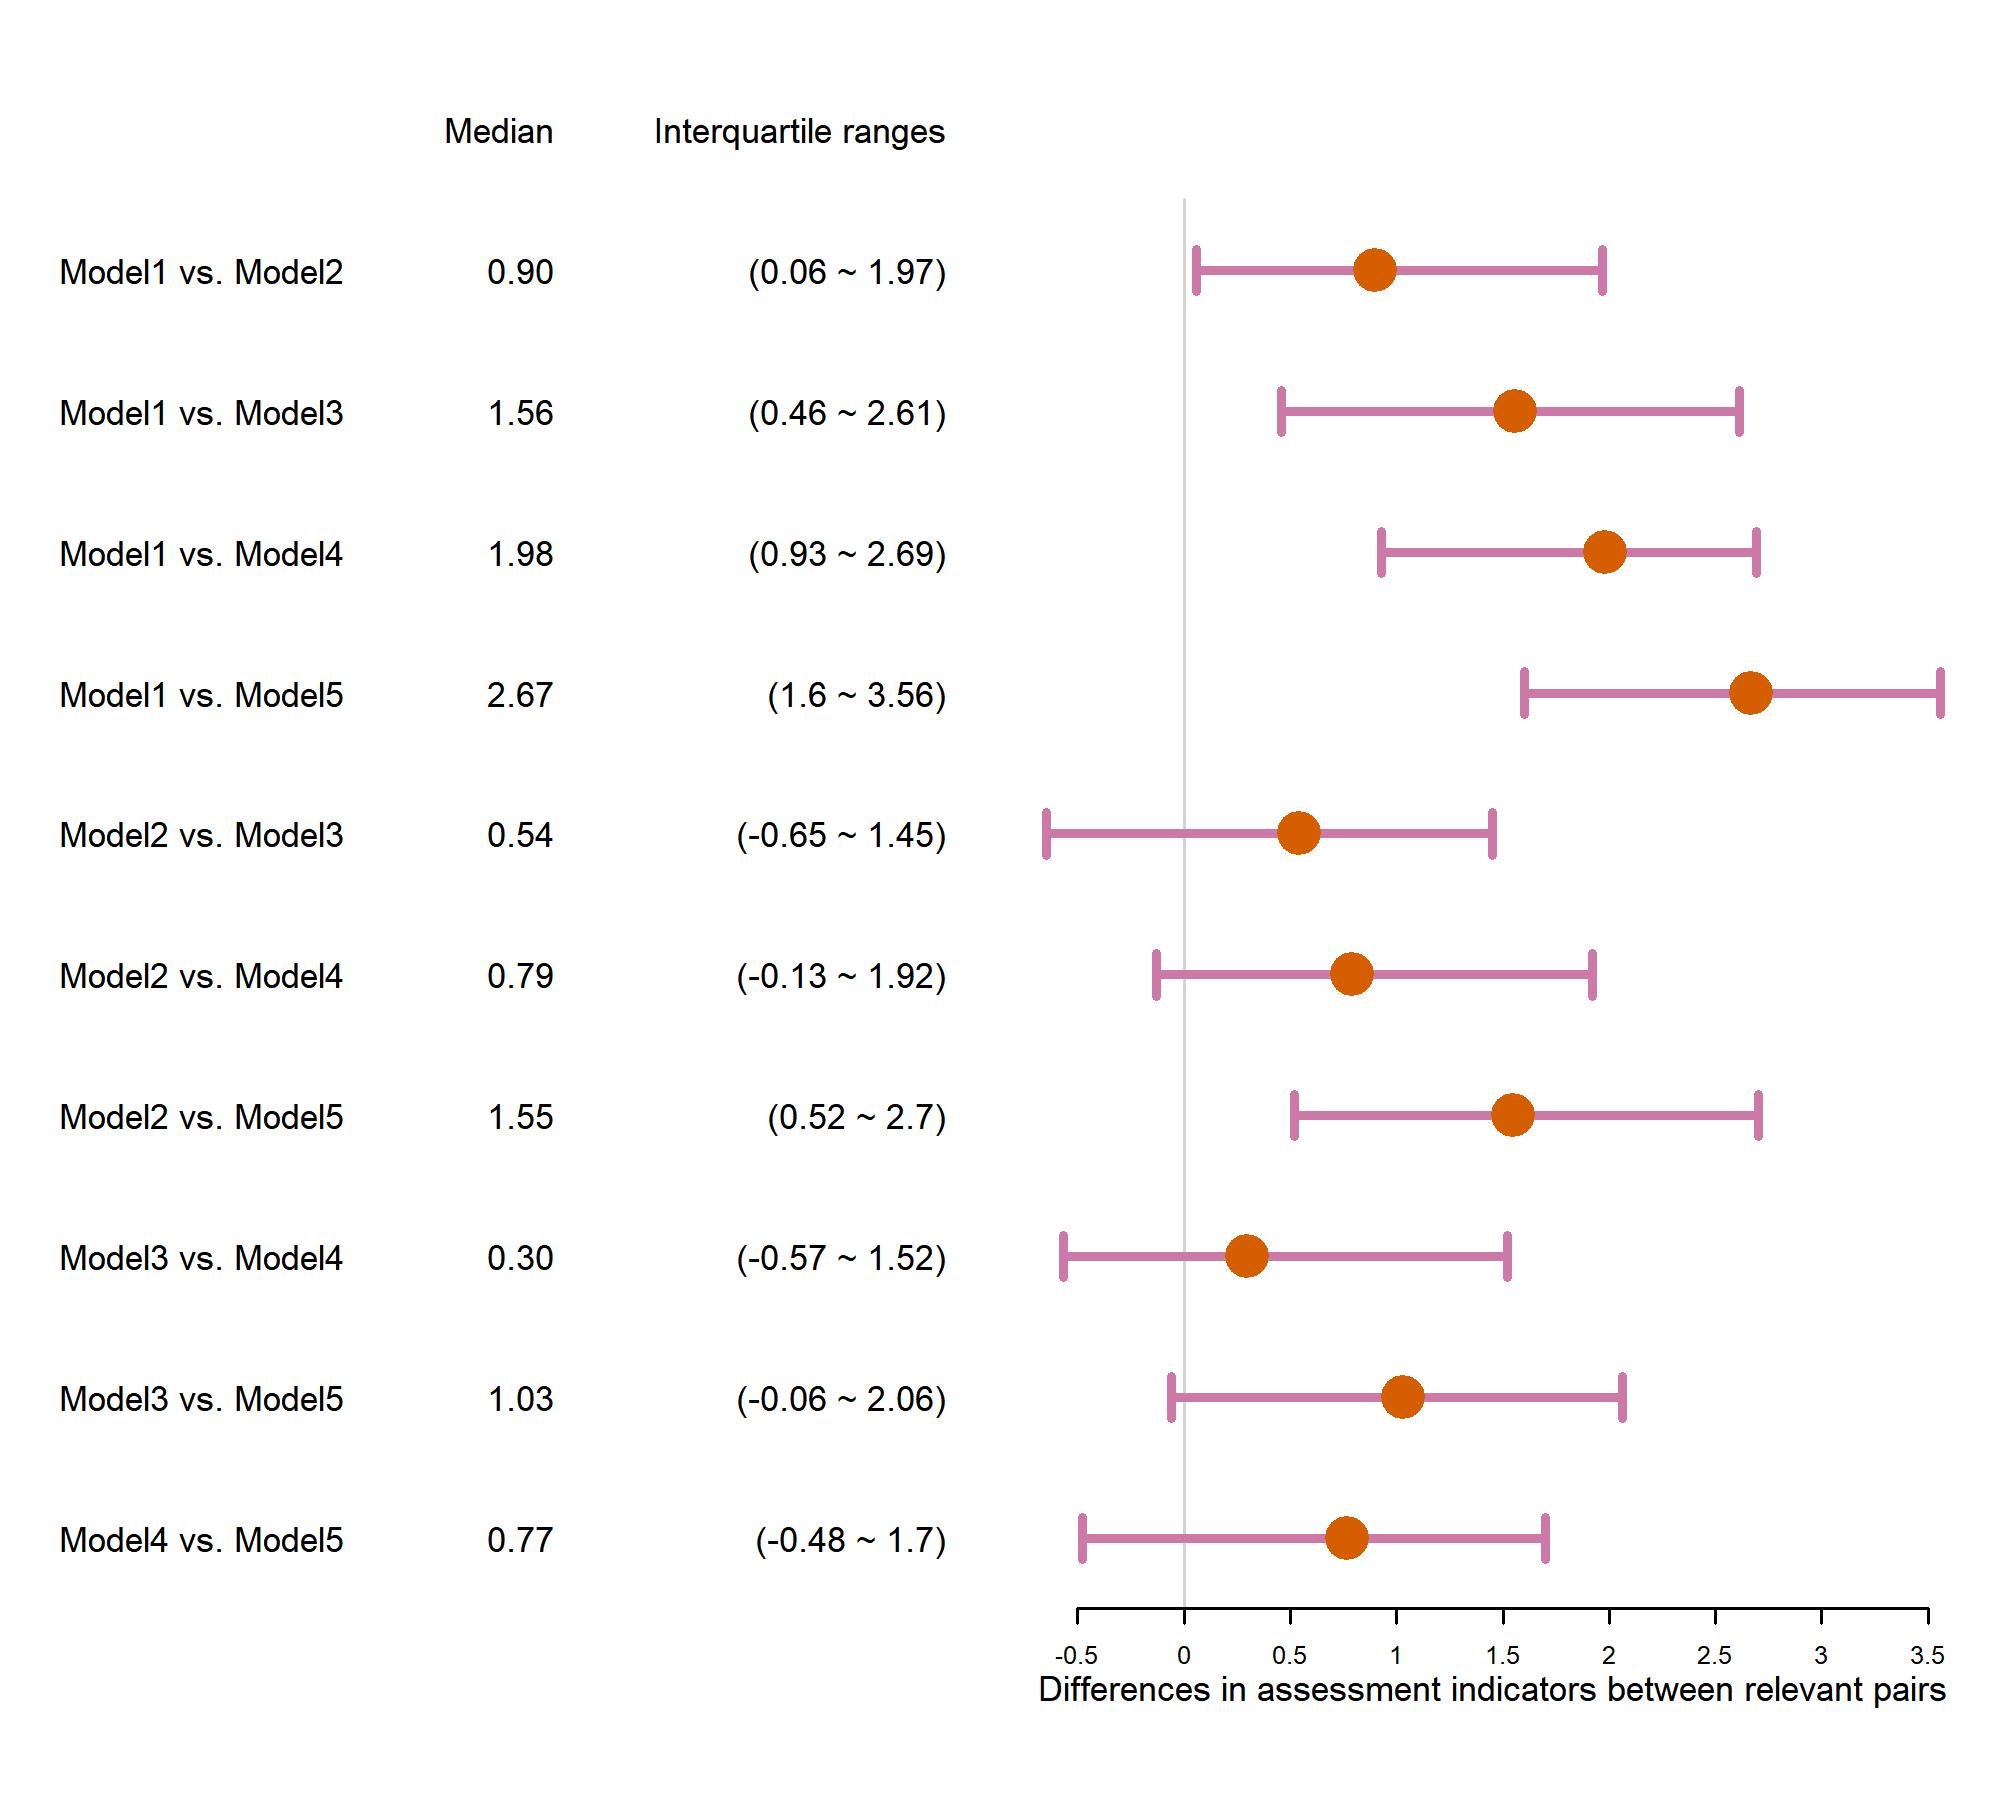 Median Interquartile ranges
Model1 vs. Model2 0.90 (0.06 ~ 1.97)
Model1 vs. Model3 1.56 (0.46 ~ 2.61)
Model1 vs. Model4 1.98 (0.93 ~ 2.69)
Model1 vs. Model5 2.67 (1.6 ~ 3.56)
Model2 vs. Model3 0.54 (-0.65 ~ 1.45)
Model2 vs. Model4 0.79 (-0.13 ~ 1.92)
Model2 vs. Model5 1.55 (0.52 ~ 2.7)
Model3 vs. Model4 0.30 (-0.57 ~ 1.52)
Model3 vs. Model5 1.03 (-0.06 ~ 2.06)
Model4 vs. Model5 0.77 (-0.48 ~ 1.7)
-0.5 0 0.5 1 1.5 2 2.5 3 3.5
Differences in assessment indicators between relevant pairs